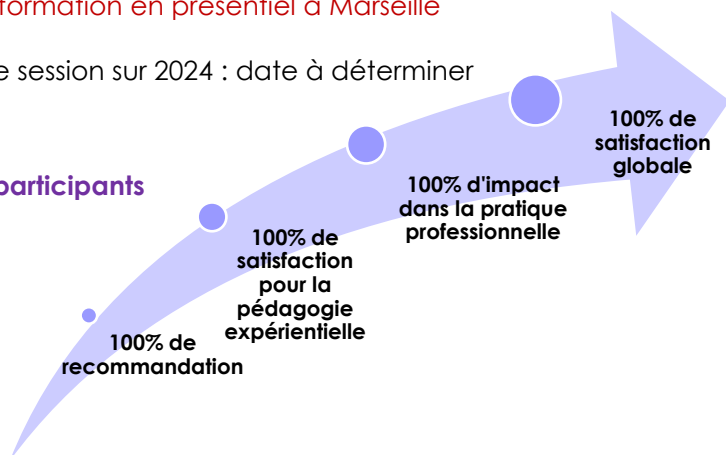 formation en présentiel à Marseille
e session sur 2024 : date à déterminer
participants
100% de
recommandation
100% de
satisfaction
pour la
pédagogie
expérientielle
100% d'impact
dans la pratique
professionnelle
100% de
satisfaction
globale